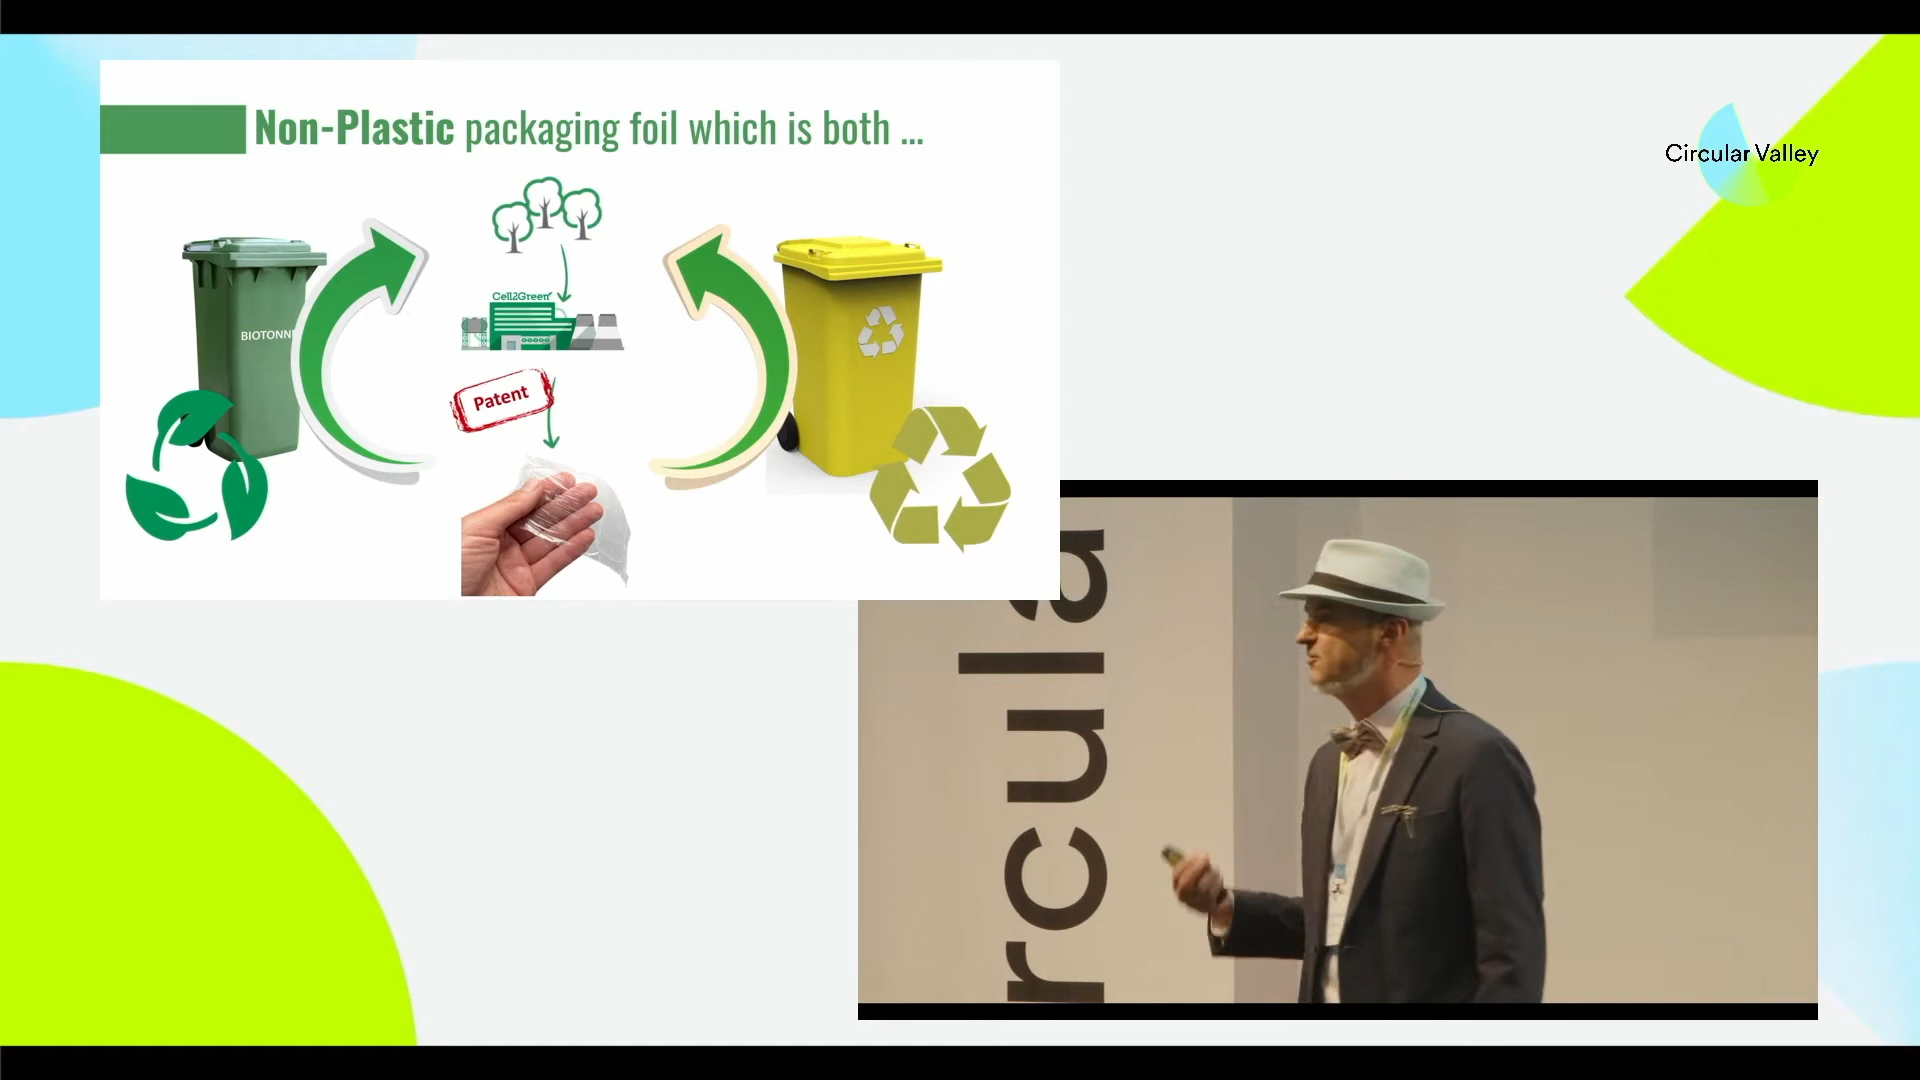 Non-Plastic packaging foil which is both ...
Circular Valley
Cell2Green
BIOTONN
Patent
rcula